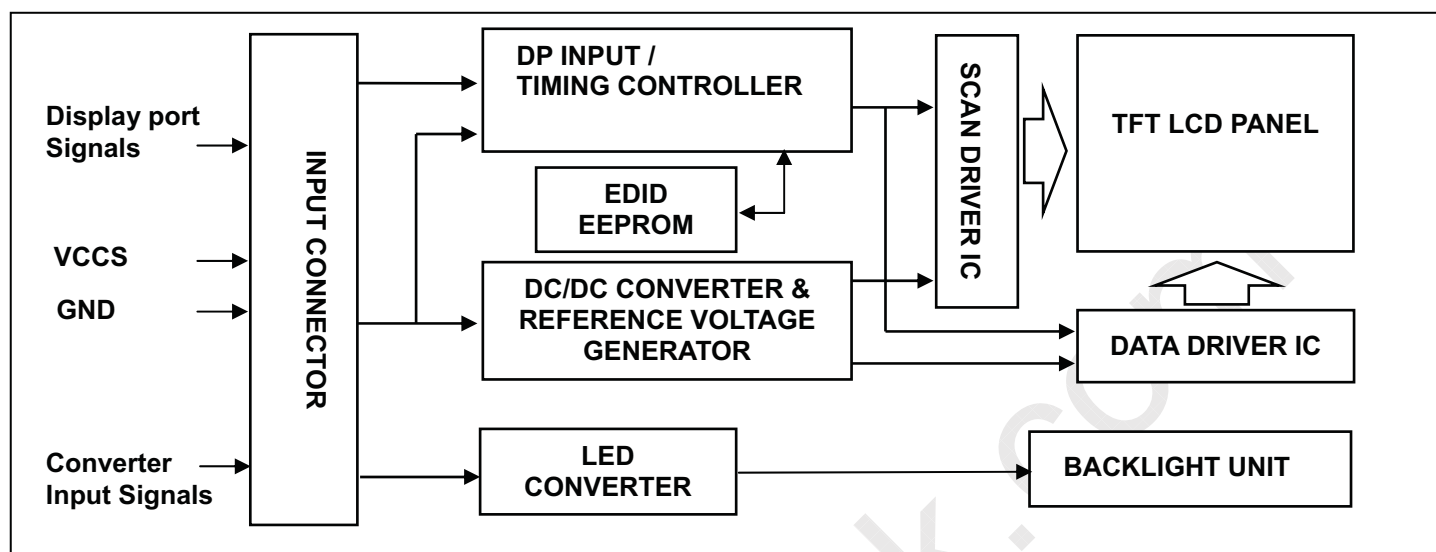 Display port
Signals
VCCS
GND
Converter
Input Signals
INPUT CONNECTOR
DP INPUT /
TIMING CONTROLLER
EDID
EEPROM
DC/DC CONVERTER &
REFERENCE VOLTAGE
GENERATOR
LED
CONVERTER
SCAN DRIVER IC
TFT LCD PANEL
DATA DRIVER IC
BACKLIGHT UNIT
k.com